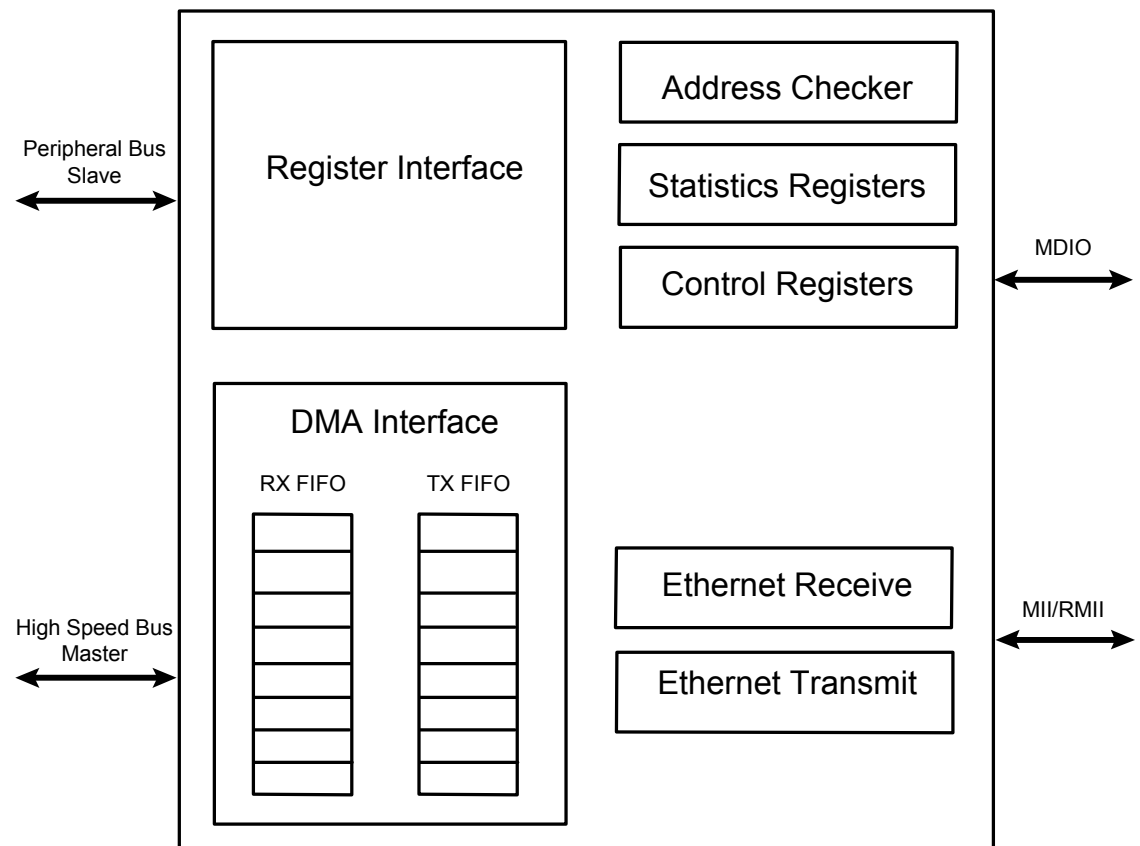 Address Checker
Register Interface
Peripheral Bus
Slave
Statistics Registers
MDIO
Control Registers
DMA Interface
RX FIFO
TX FIFO
Ethernet Receive
MII/RMII
High Speed Bus
Master
Ethernet Transmit